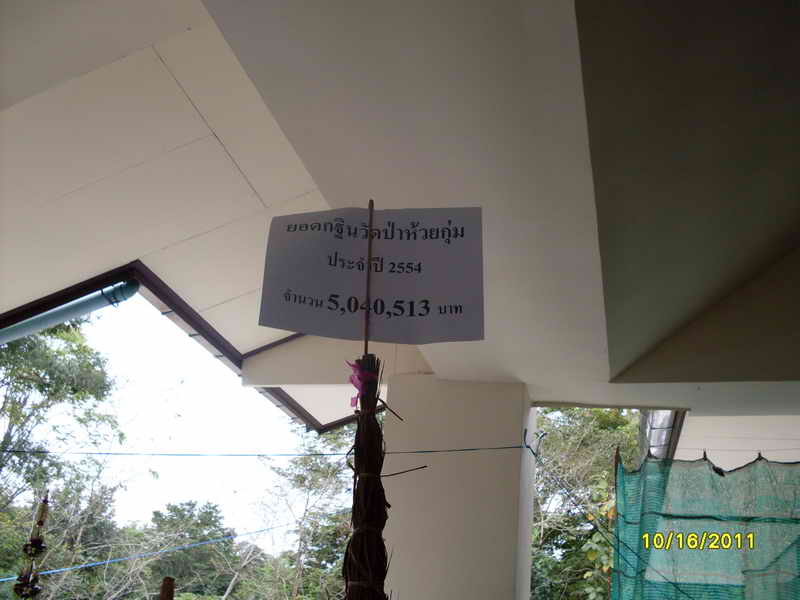 ยอดกฐินวัดป่าห้วยกุ่ม
ประจำปี 2554
จำนวน 5,040,513 บาท
10/16/2011